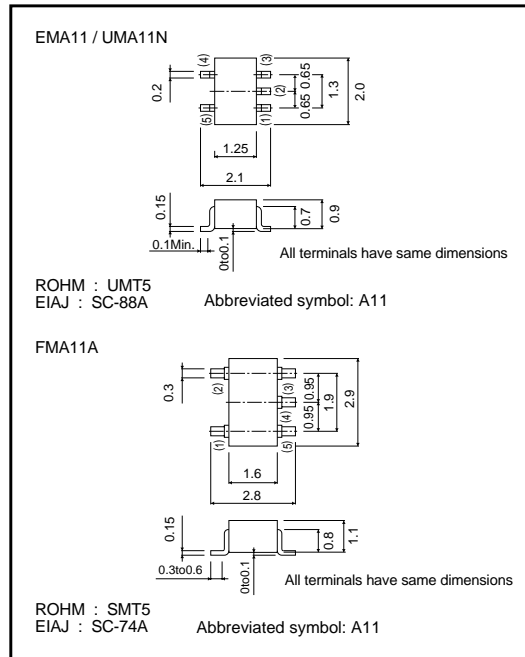 EMA11 / UMA11N
(4)
(3)
0.2
(2)
0.65
0.65
1.3
2.0
(5)
(1)
1.25
2.1
0.15
0.7
0.9
0.1Min.
0to0.1
All terminals have same dimensions
ROHM : UMT5
EIAJ : SC-88A
Abbreviated symbol: A11
FMA11A
0.3
(2)
(3)
(4)
0.95
0.95
1.9
2.9
(1)
(5)
1.6
2.8
0.15
0.8
1.1
0.3to0.6
0to0.1
All terminals have same dimensions
ROHM : SMT5
EIAJ : SC-74A
Abbreviated symbol: A11